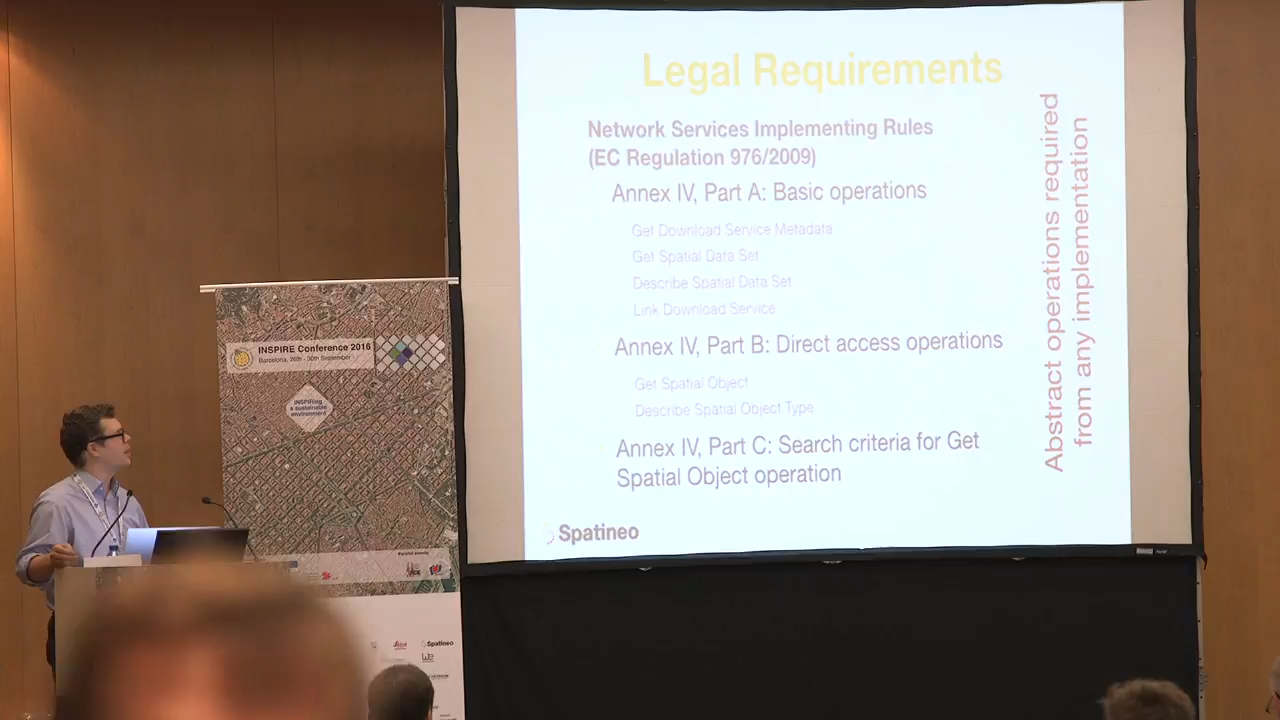 Legal Requirements
Network Services Implementing Rules
(EC Regulation 976/2009)
Annex IV, Part A: Basic operations
Get Download Service Metadata
Get Spatial Data Set
Describe Spatial Data Set
Link Download Service
Annex IV, Part B: Direct access operations
Get Spatial Object
Describe Spatial Object Type
Annex IV, Part C: Search criteria for Get
Spatial Object operation
Abstract operations required
from any implementation
Spatineo
INSPIRE Conference 2016
Barcelona, 26th - 30th September
INSPIRing
a sustainable
environment
Spatineo